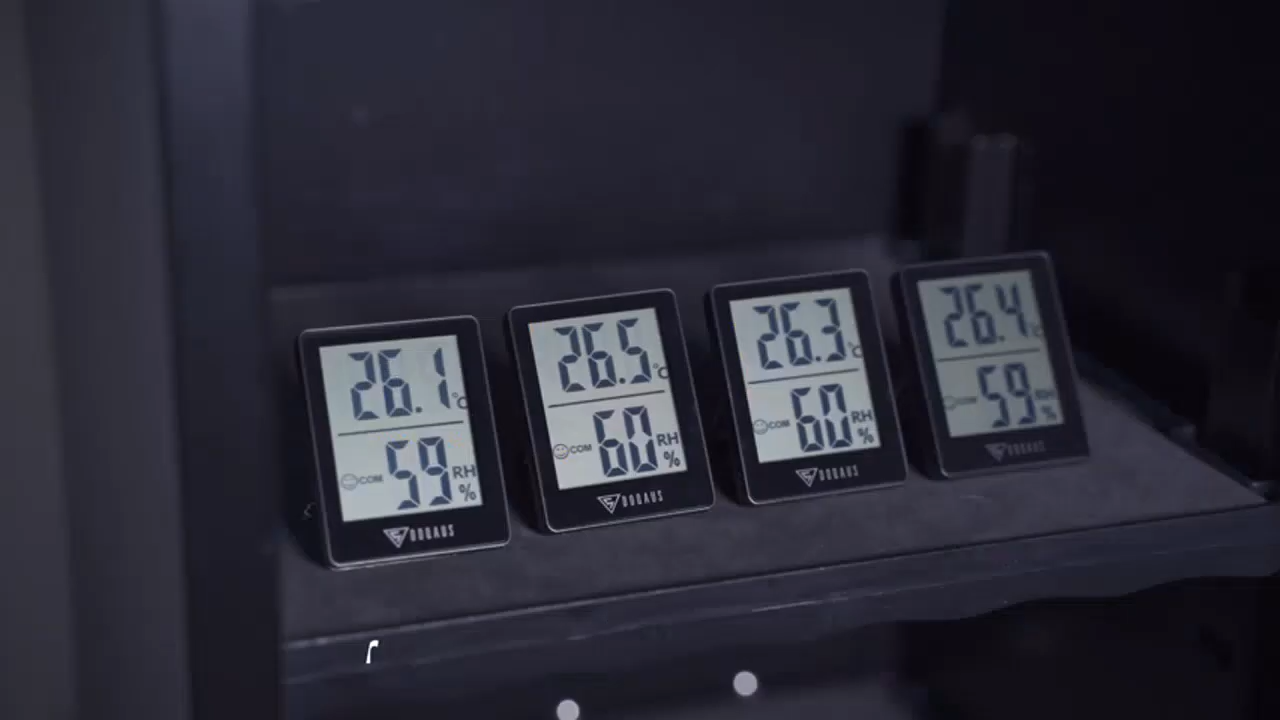 26.1 °C
☺COM 59 RH %
DOQAUS
26.5 °C
☺COM 60 RH %
DOQAUS
26.3 °C
☺COM 60 RH %
DOQAUS
26.4 °C
☺COM 59 RH %
DOQAUS